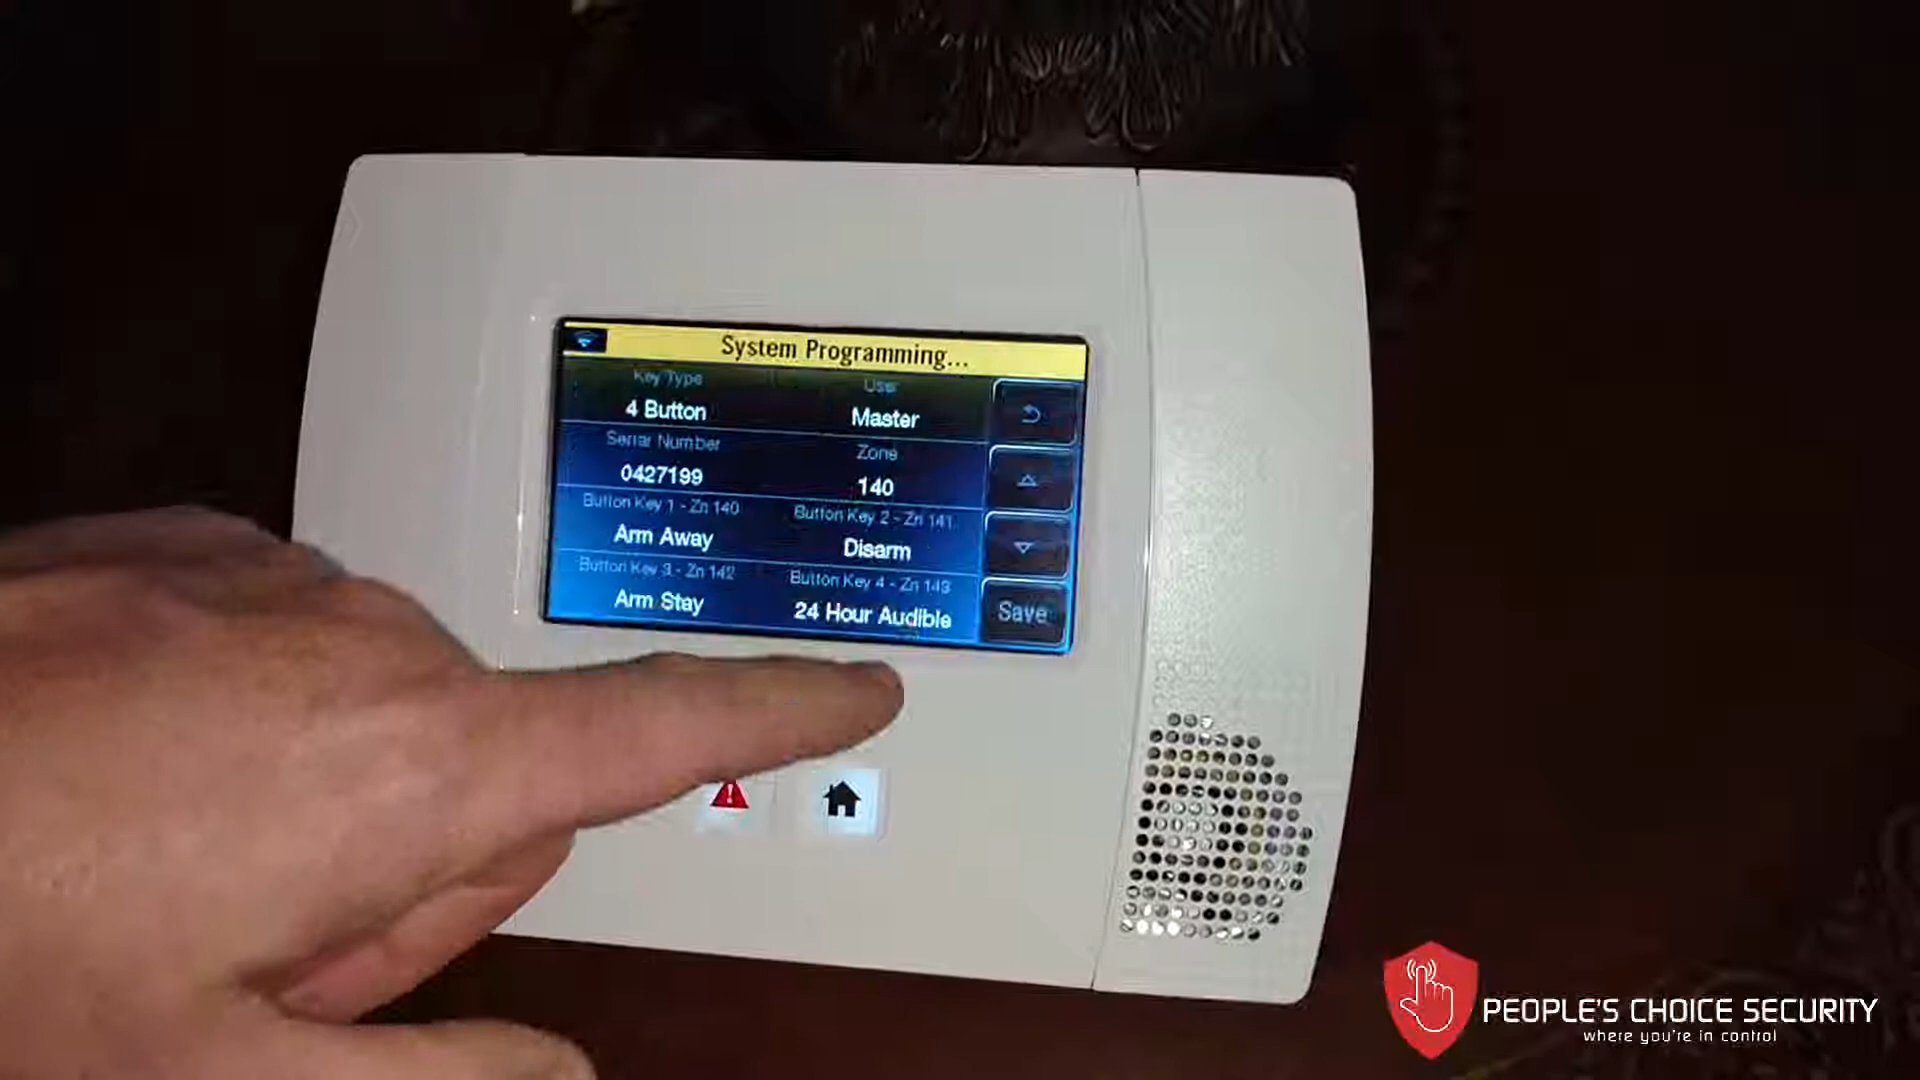 System Programming...
Key Type
User
4 Button
Master
Serial Number
Zone
0427199
140
Button Key 1 - Zn 140
Button Key 2 - Zn 141
Arm Away
Disarm
Button Key 3 - Zn 142
Button Key 4 - Zn 143
Arm Stay
24 Hour Audible
Save
PEOPLE'S CHOICE SECURITY
where you're in control